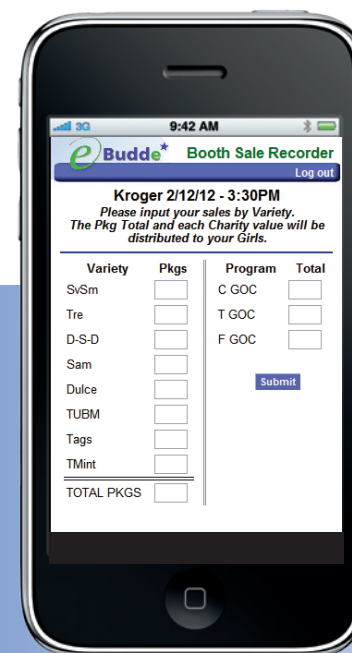 3G 9:42 AM
eBudde* Booth Sale Recorder
Log out
Kroger 2/12/12 - 3:30PM
Please input your sales by Variety.
The Pkg Total and each Charity value will be
distributed to your Girls.
Variety Pkgs
SvSm
Tre
D-S-D
Sam
Dulce
TUBM
Tags
TMint
TOTAL PKGS
Program Total
C GOC
T GOC
F GOC
Submit